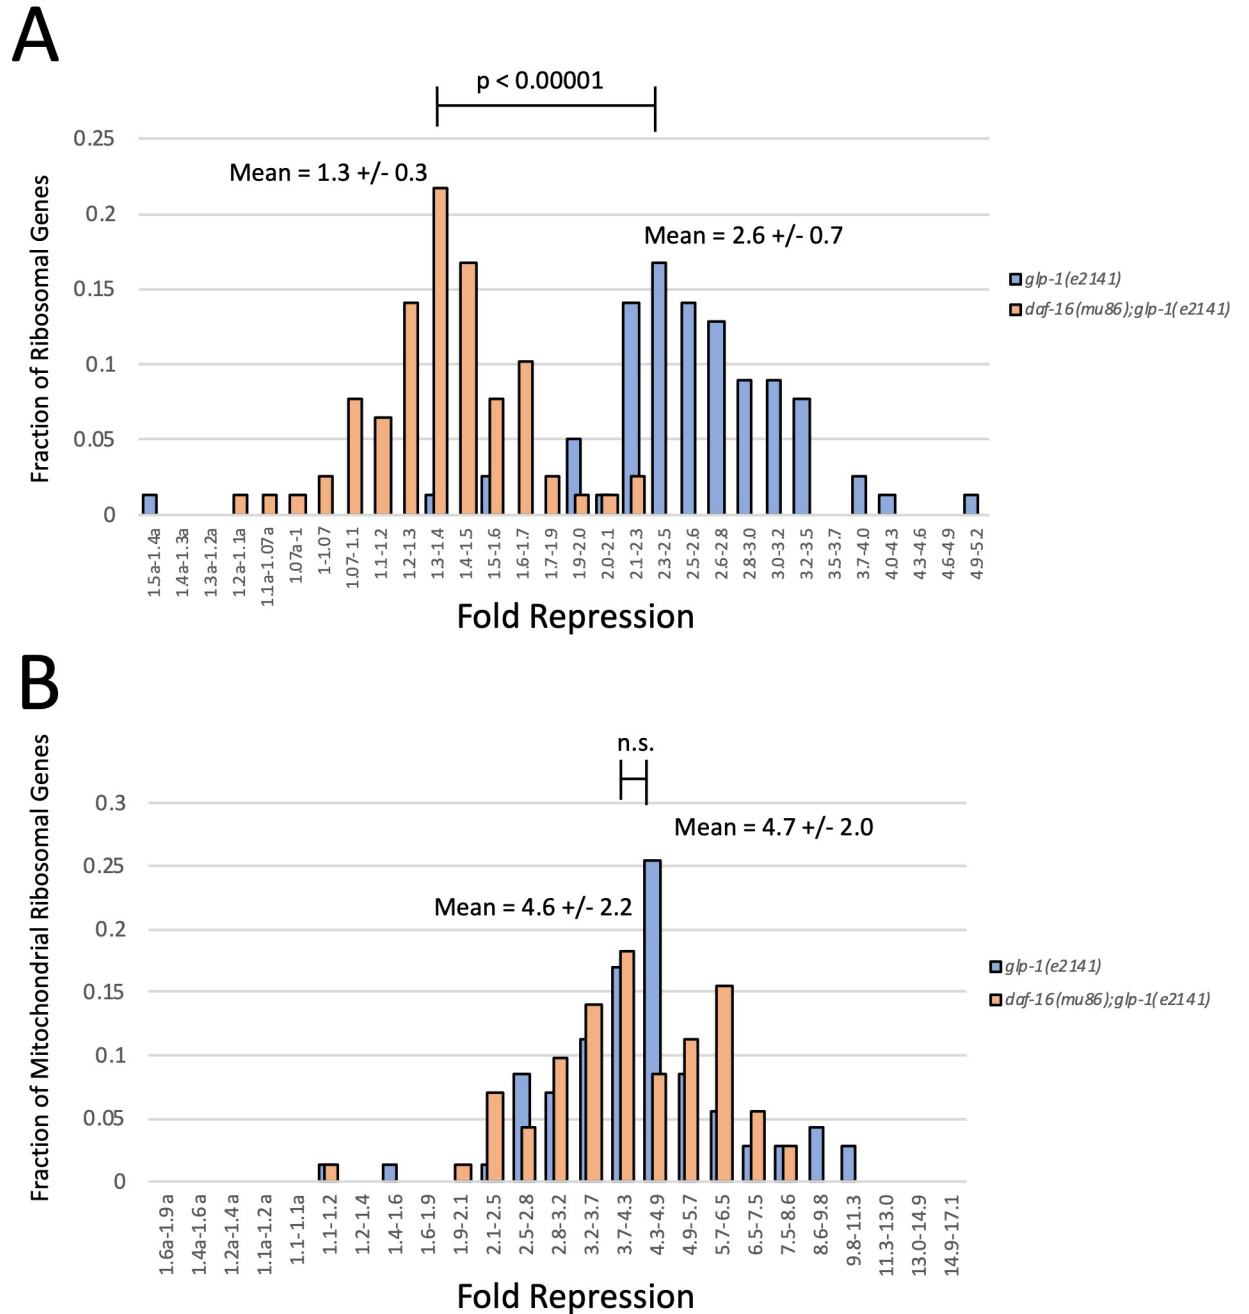 A
p < 0.00001
0.25
Mean = 1.3 +/- 0.3
0.2
Mean = 2.6 +/- 0.7
0.15
0.1
0.05
0
Fraction of Ribosomal Genes
glp-1(e2141)
daf-16(mu86);glp-1(e2141)
1.5a-1.4a
1.4a-1.3a
1.3a-1.2a
1.2a-1.1a
1.1a-1.07a
1.07a-1
1-1.07
1.07-1.1
1.1-1.2
1.2-1.3
1.3-1.4
1.4-1.5
1.5-1.6
1.6-1.7
1.7-1.9
1.9-2.0
2.0-2.1
2.1-2.3
2.3-2.5
2.5-2.6
2.6-2.8
2.8-3.0
3.0-3.2
3.2-3.5
3.5-3.7
3.7-4.0
4.0-4.3
4.3-4.6
4.6-4.9
4.9-5.2
Fold Repression
B
n.s.
0.3
Mean = 4.7 +/- 2.0
0.25
Mean = 4.6 +/- 2.2
0.2
0.15
0.1
0.05
0
Fraction of Mitochondrial Ribosomal Genes
glp-1(e2141)
daf-16(mu86);glp-1(e2141)
1.6a-1.9a
1.4a-1.6a
1.2a-1.4a
1.1a-1.2a
1.1-1.1a
1.1-1.2
1.2-1.4
1.4-1.6
1.6-1.9
1.9-2.1
2.1-2.5
2.5-2.8
2.8-3.2
3.2-3.7
3.7-4.3
4.3-4.9
4.9-5.7
5.7-6.5
6.5-7.5
7.5-8.6
8.6-9.8
9.8-11.3
11.3-13.0
13.0-14.9
14.9-17.1
Fold Repression